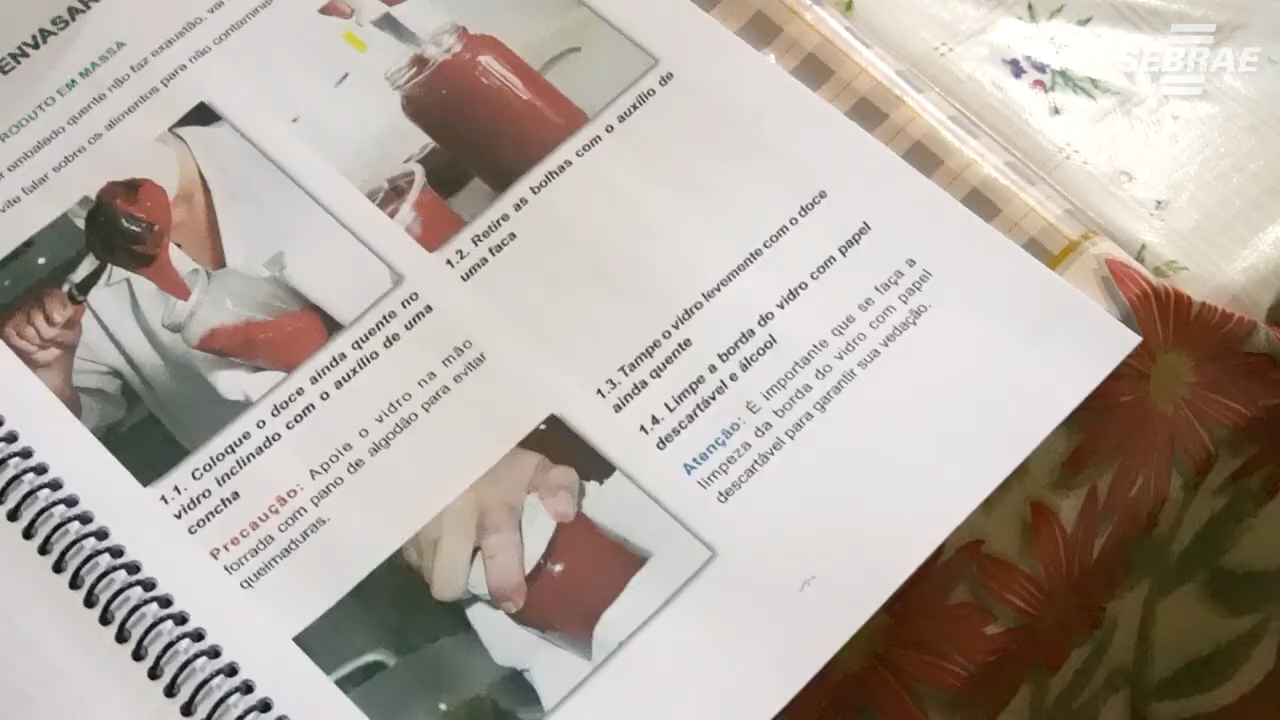 ENVASAR
PRODUTO EM MASSA
embalado quente não faz exaustão,
falar sobre os alimentos para não
1.1. Coloque o doce ainda quente no
vidro inclinado com o auxílio de uma
concha
Precaução: Apoie o vidro na mão
forrada com pano de algodão para evitar
queimaduras.
1.2. Retire as bolhas com o auxílio de
uma faca
1.3. Tampe o vidro levemente com o doce
ainda quente
1.4. Limpe a borda do vidro com papel
descartável e álcool
Atenção: É importante que se faça a
limpeza da borda do vidro com papel
descartável para garantir sua vedação.
SEBRAE